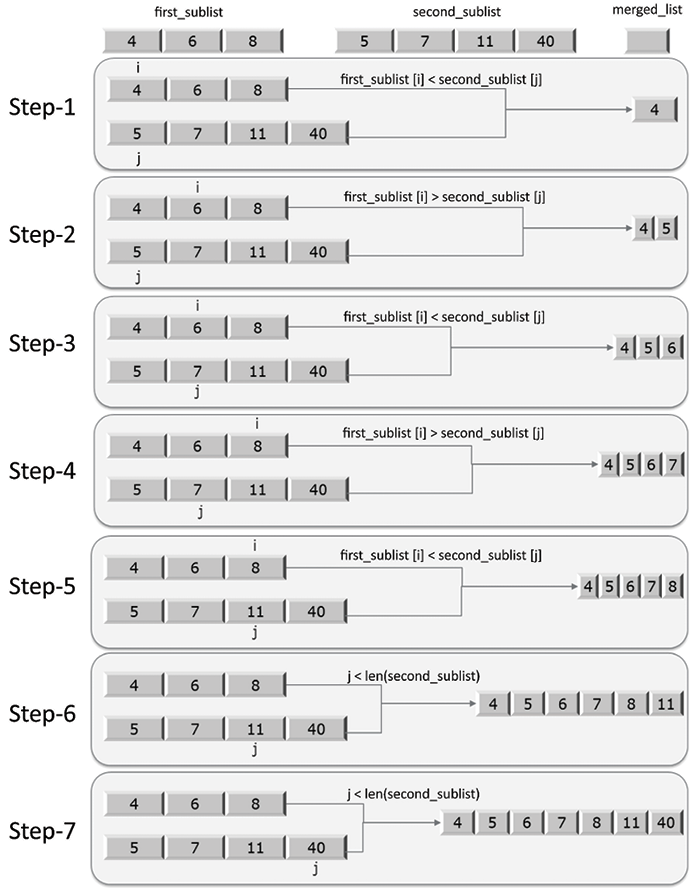 first_sublist second_sublist merged_list
4 6 8 5 7 11 40
i
first_sublist [i] < second_sublist [j]
Step-1
4 6 8
4
5 7 11 40
j
i
first_sublist [i] > second_sublist [j]
Step-2
4 6 8
4 5
5 7 11 40
j
i
first_sublist [i] < second_sublist [j]
Step-3
4 6 8
4 5 6
5 7 11 40
j
i
first_sublist [i] > second_sublist [j]
Step-4
4 6 8
4 5 6 7
5 7 11 40
j
i
first_sublist [i] < second_sublist [j]
Step-5
4 6 8
4 5 6 7 8
5 7 11 40
j
j < len(second_sublist)
Step-6
4 6 8
4 5 6 7 8 11
5 7 11 40
j
j < len(second_sublist)
Step-7
4 6 8
4 5 6 7 8 11 40
5 7 11 40
j